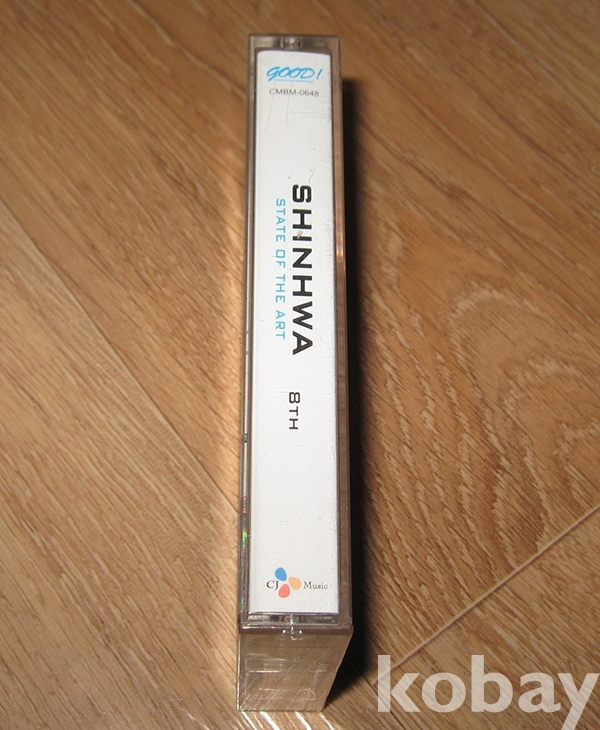 GOOD!
CMBM-0648
SHINHWA
STATE OF THE ART
8TH
CJ Music
kobay